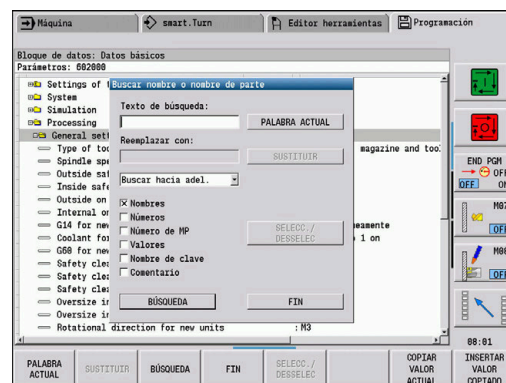 Máquina
smart.Turn
Editor herramientas
Programación
Bloque de datos: Datos básicos
Parámetros: 602000
Settings of
Buscar nombre o nombre de parte
System
Simulation
Processing
General sett
Texto de búsqueda:
PALABRA ACTUAL
Reemplazar con:
SUSTITUIR
Buscar hacia adel.
Nombres
Números
Número de MP
Valores
Nombre de clave
Comentario
SELECC./
DESSELEC
BÚSQUEDA
FIN
Type of too
magazine and too
Spindle spe
Outside saf
Inside safe
Outside on
Internal on
G14 for new
eamente
Coolant for
1 on
G60 for new
Safety clea
Safety clea
Safety clea
Oversize in
Oversize in
Rotational direction for new units : M3
END PGM
OFF
OFF ON
M07
OFF
M08
OFF
08:01
PALABRA
ACTUAL
SUSTITUIR
BÚSQUEDA
FIN
SELECC./
DESSELEC
COPIAR
VALOR
ACTUAL
INSERTAR
VALOR
COPIADO